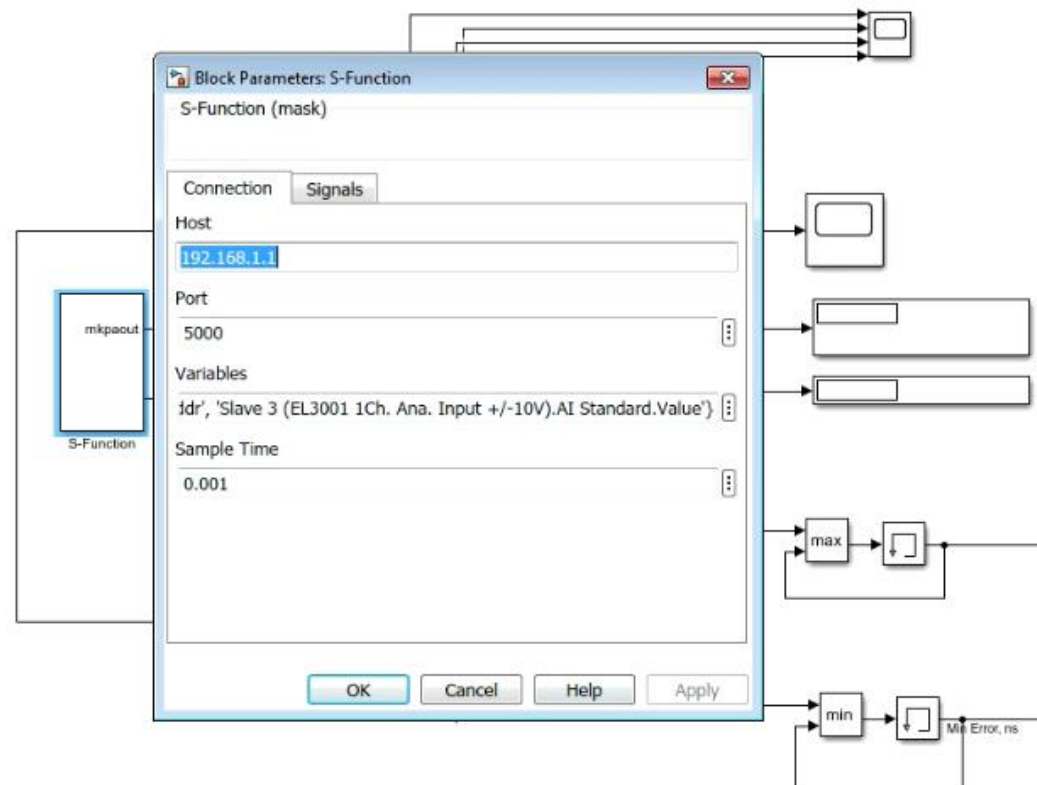 Block Parameters: S-Function
S-Function (mask)
Connection
Signals
Host
192.168.1.1
Port
5000
Variables
ddr', 'Slave 3 (EL3001 1Ch. Ana. Input +/-10V).AI Standard.Value'}
Sample Time
0.001
OK
Cancel
Help
Apply
mkpaout
S-Function
max
min
Min Error, ns